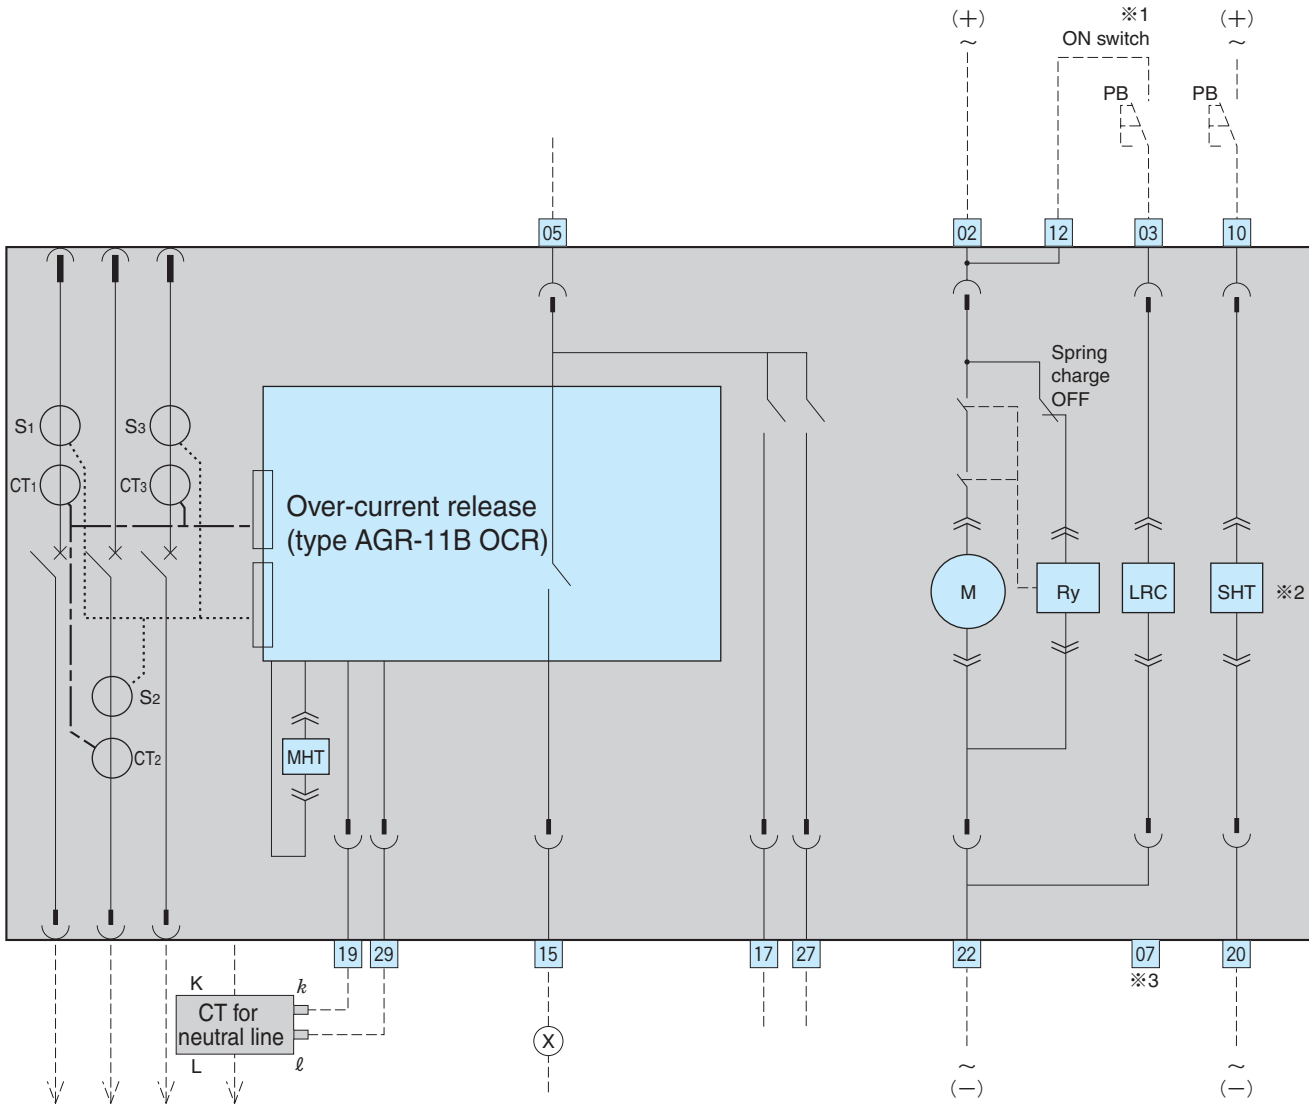 (+)
~
※1
ON switch
(+)
~
PB
PB
05
02
12
03
10
Spring
charge
OFF
S1
S3
CT1
CT3
Over-current release
(type AGR-11B OCR)
M
Ry
LRC
SHT
※2
S2
CT2
MHT
19
29
15
17
27
22
07
20
※3
K
k
CT for
neutral line
L
ℓ
X
~
(−)
~
(−)